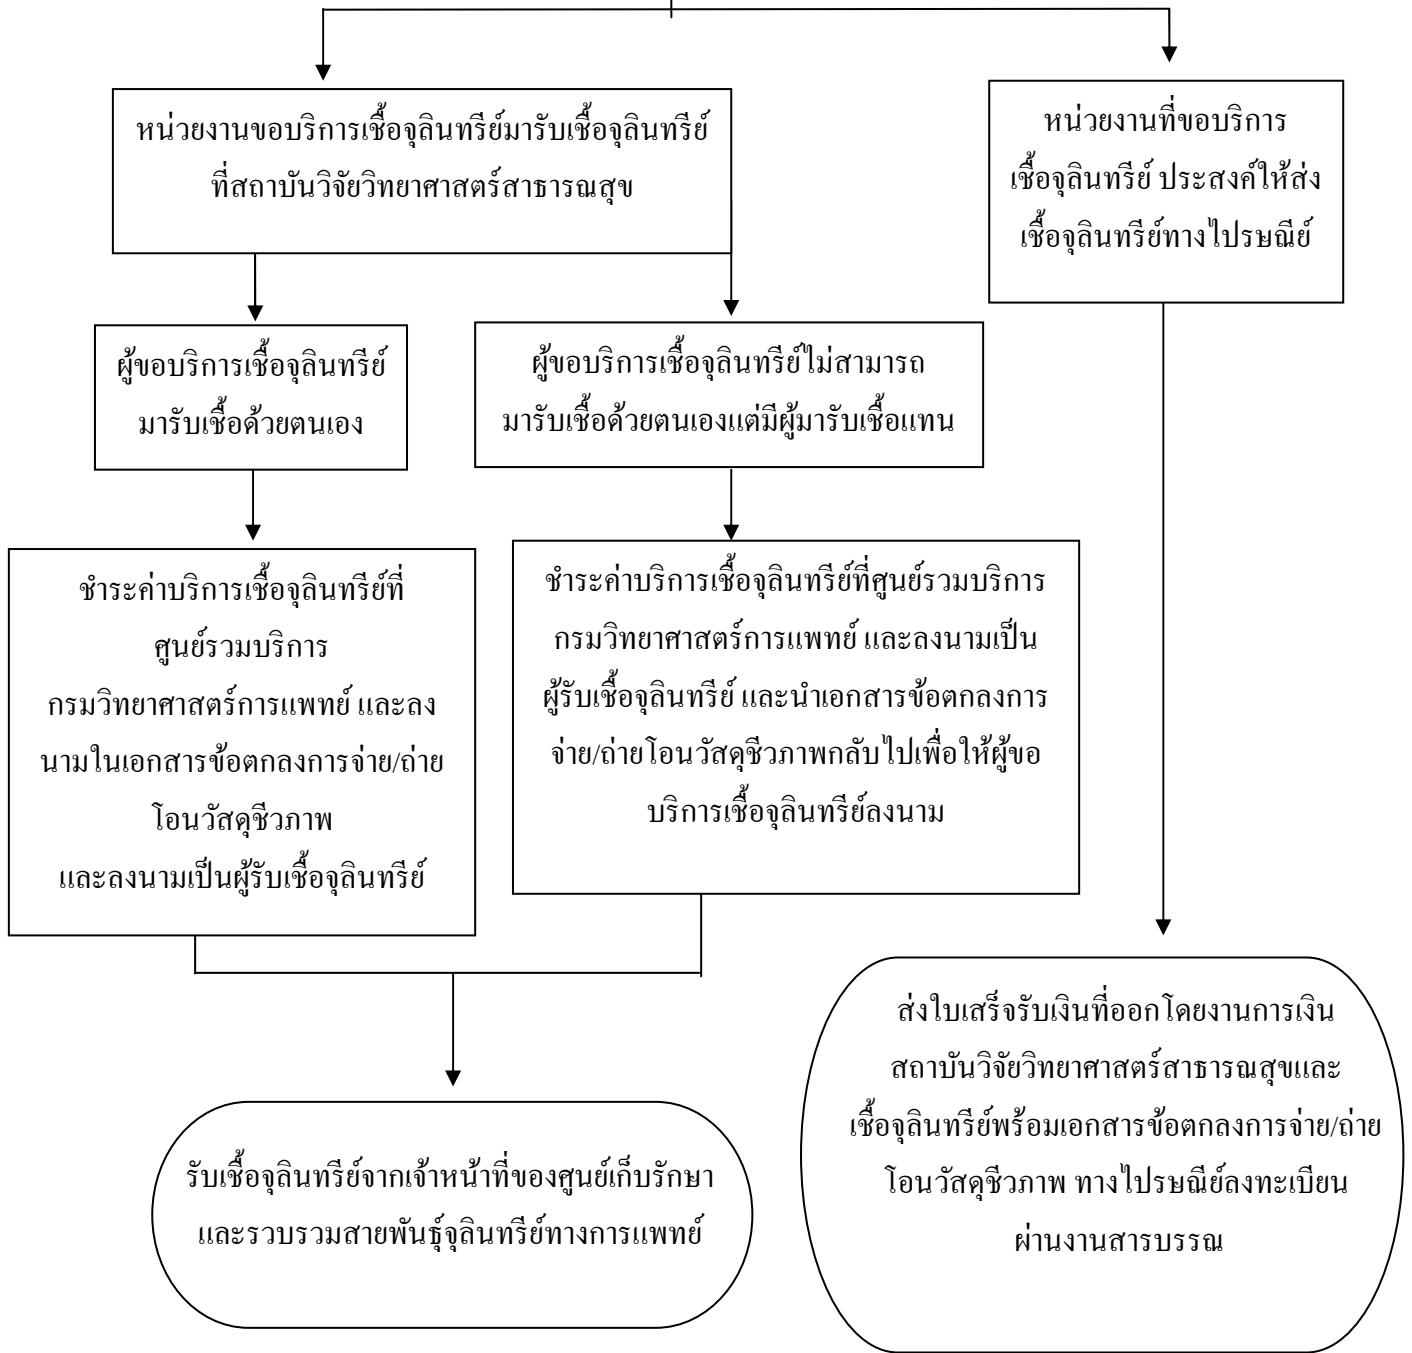 หน่วยงานขอบริการเชื้อจุลินทรีย์มารับเชื้อจุลินทรีย์
ที่สถาบันวิจัยวิทยาศาสตร์สาธารณสุข
หน่วยงานที่ขอบริการ
เชื้อจุลินทรีย์ ประสงค์ให้ส่ง
เชื้อจุลินทรีย์ทางไปรษณีย์
ผู้ขอบริการเชื้อจุลินทรีย์
มารับเชื้อด้วยตนเอง
ผู้ขอบริการเชื้อจุลินทรีย์ไม่สามารถ
มารับเชื้อด้วยตนเองแต่มีผู้มารับเชื้อแทน
ชำระค่าบริการเชื้อจุลินทรีย์ที่
ศูนย์รวมบริการ
กรมวิทยาศาสตร์การแพทย์ และลง
นามในเอกสารข้อตกลงการจ่าย/ถ่าย
โอนวัสดุชีวภาพ
และลงนามเป็นผู้รับเชื้อจุลินทรีย์
ชำระค่าบริการเชื้อจุลินทรีย์ที่ศูนย์รวมบริการ
กรมวิทยาศาสตร์การแพทย์ และลงนามเป็น
ผู้รับเชื้อจุลินทรีย์ และนำเอกสารข้อตกลงการ
จ่าย/ถ่ายโอนวัสดุชีวภาพกลับไปเพื่อให้ผู้ขอ
บริการเชื้อจุลินทรีย์ลงนาม
รับเชื้อจุลินทรีย์จากเจ้าหน้าที่ของศูนย์เก็บรักษา
และรวบรวมสายพันธุ์จุลินทรีย์ทางการแพทย์
ส่งใบเสร็จรับเงินที่ออกโดยงานการเงิน
สถาบันวิจัยวิทยาศาสตร์สาธารณสุขและ
เชื้อจุลินทรีย์พร้อมเอกสารข้อตกลงการจ่าย/ถ่าย
โอนวัสดุชีวภาพ ทางไปรษณีย์ลงทะเบียน
ผ่านงานสารบรรณ